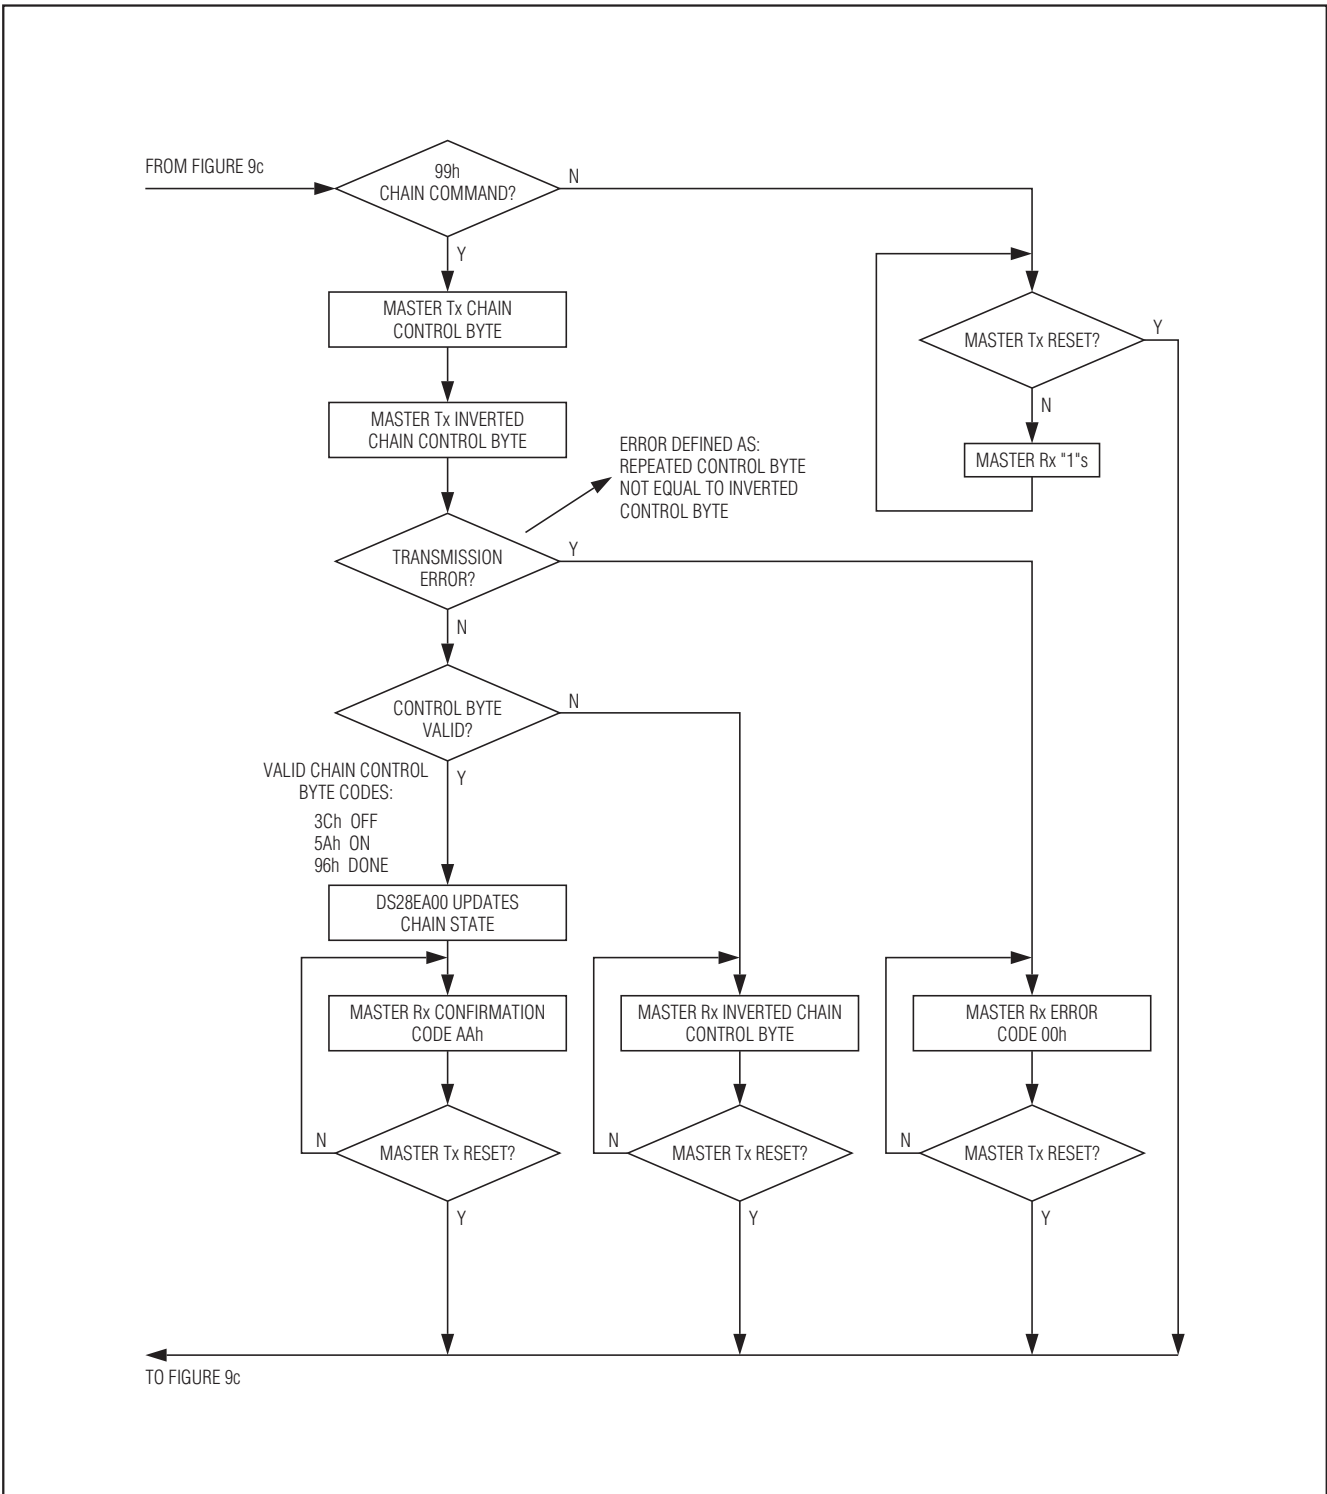 FROM FIGURE 9c
99h
CHAIN COMMAND?
N
Y
MASTER Tx CHAIN
CONTROL BYTE
MASTER Tx RESET?
Y
N
MASTER Rx "1"s
MASTER Tx INVERTED
CHAIN CONTROL BYTE
ERROR DEFINED AS:
REPEATED CONTROL BYTE
NOT EQUAL TO INVERTED
CONTROL BYTE
TRANSMISSION
ERROR?
Y
N
CONTROL BYTE
VALID?
N
Y
VALID CHAIN CONTROL
BYTE CODES:
3Ch OFF
5Ah ON
96h DONE
DS28EA00 UPDATES
CHAIN STATE
MASTER Rx CONFIRMATION
CODE AAh
MASTER Rx INVERTED CHAIN
CONTROL BYTE
MASTER Rx ERROR
CODE 00h
N
MASTER Tx RESET?
Y
N
MASTER Tx RESET?
Y
N
MASTER Tx RESET?
Y
TO FIGURE 9c